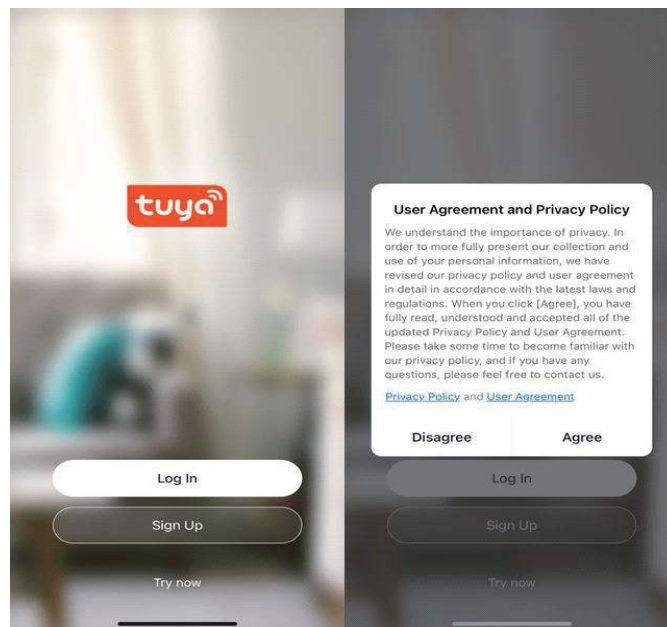 tuya
Log In
Sign Up
Try now
User Agreement and Privacy Policy
We understand the importance of privacy. In
order to more fully present our collection and
use of your personal information, we have
revised our privacy policy and user agreement
in detail in accordance with the latest laws and
regulations. When you click [Agree], you have
fully read, understood and accepted all of the
updated Privacy Policy and User Agreement.
Please take some time to become familiar with
our privacy policy, and if you have any
questions, please feel free to contact us.
Privacy Policy and User Agreement
Disagree Agree
Log In
Sign Up
Try now